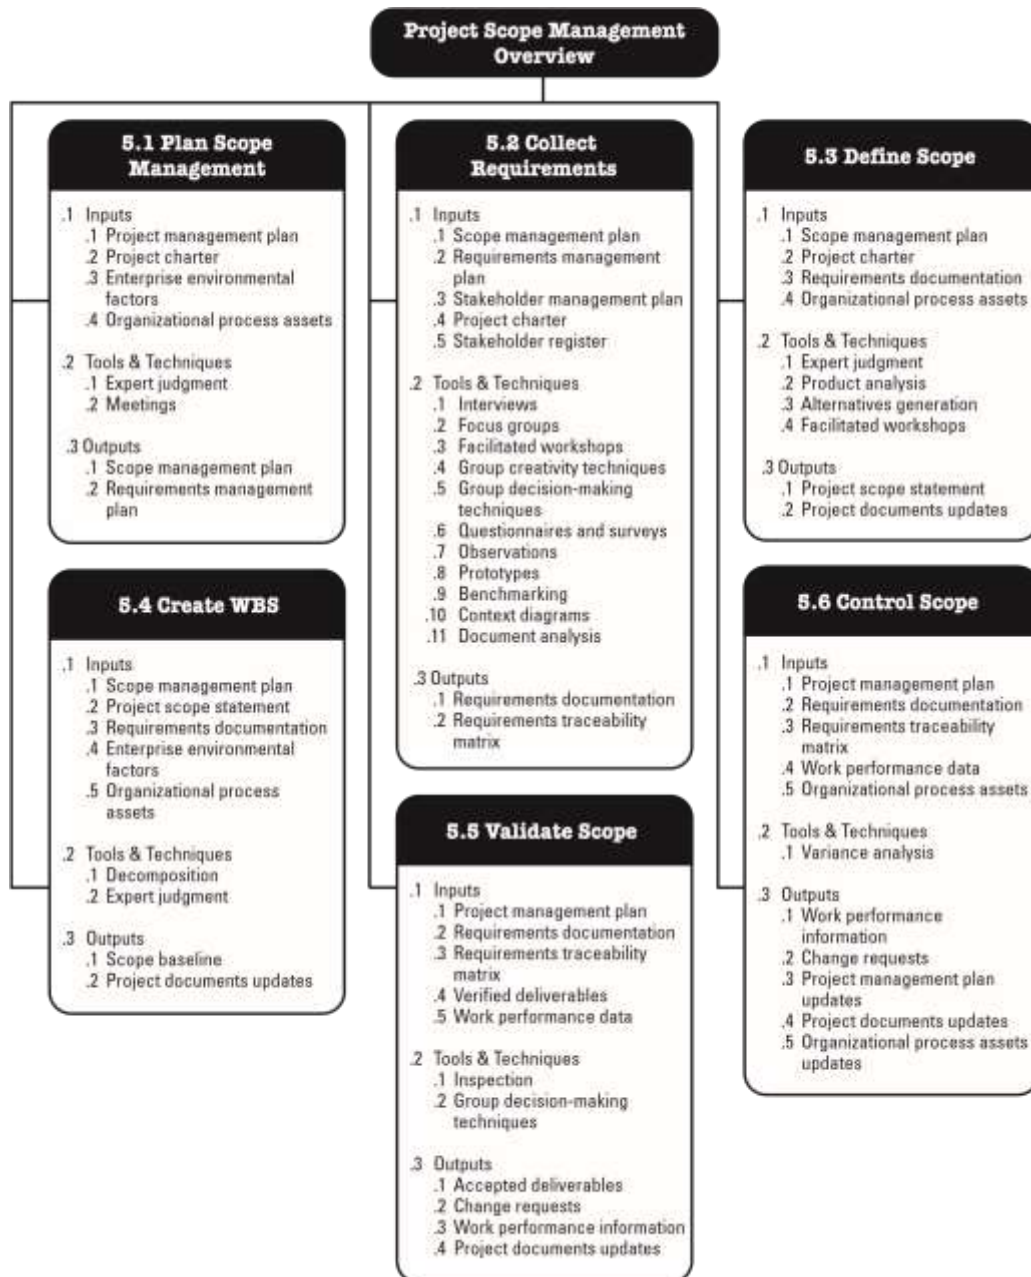 Project Scope Management
Overview
5.1 Plan Scope
Management
.1 Inputs
.1 Project management plan
.2 Project charter
.3 Enterprise environmental
factors
.4 Organizational process assets
.2 Tools & Techniques
.1 Expert judgment
.2 Meetings
.3 Outputs
.1 Scope management plan
.2 Requirements management
plan
5.2 Collect
Requirements
.1 Inputs
.1 Scope management plan
.2 Requirements management
plan
.3 Stakeholder management plan
.4 Project charter
.5 Stakeholder register
.2 Tools & Techniques
.1 Interviews
.2 Focus groups
.3 Facilitated workshops
.4 Group creativity techniques
.5 Group decision-making
techniques
.6 Questionnaires and surveys
.7 Observations
.8 Prototypes
.9 Benchmarking
.10 Context diagrams
.11 Document analysis
.3 Outputs
.1 Requirements documentation
.2 Requirements traceability
matrix
5.3 Define Scope
.1 Inputs
.1 Scope management plan
.2 Project charter
.3 Requirements documentation
.4 Organizational process assets
.2 Tools & Techniques
.1 Expert judgment
.2 Product analysis
.3 Alternatives generation
.4 Facilitated workshops
.3 Outputs
.1 Project scope statement
.2 Project documents updates
5.4 Create WBS
.1 Inputs
.1 Scope management plan
.2 Project scope statement
.3 Requirements documentation
.4 Enterprise environmental
factors
.5 Organizational process
assets
.2 Tools & Techniques
.1 Decomposition
.2 Expert judgment
.3 Outputs
.1 Scope baseline
.2 Project documents updates
5.5 Validate Scope
.1 Inputs
.1 Project management plan
.2 Requirements documentation
.3 Requirements traceability
matrix
.4 Verified deliverables
.5 Work performance data
.2 Tools & Techniques
.1 Inspection
.2 Group decision-making
techniques
.3 Outputs
.1 Accepted deliverables
.2 Change requests
.3 Work performance information
.4 Project documents updates
5.6 Control Scope
.1 Inputs
.1 Project management plan
.2 Requirements documentation
.3 Requirements traceability
matrix
.4 Work performance data
.5 Organizational process assets
.2 Tools & Techniques
.1 Variance analysis
.3 Outputs
.1 Work performance
information
.2 Change requests
.3 Project management plan
updates
.4 Project documents updates
.5 Organizational process assets
updates